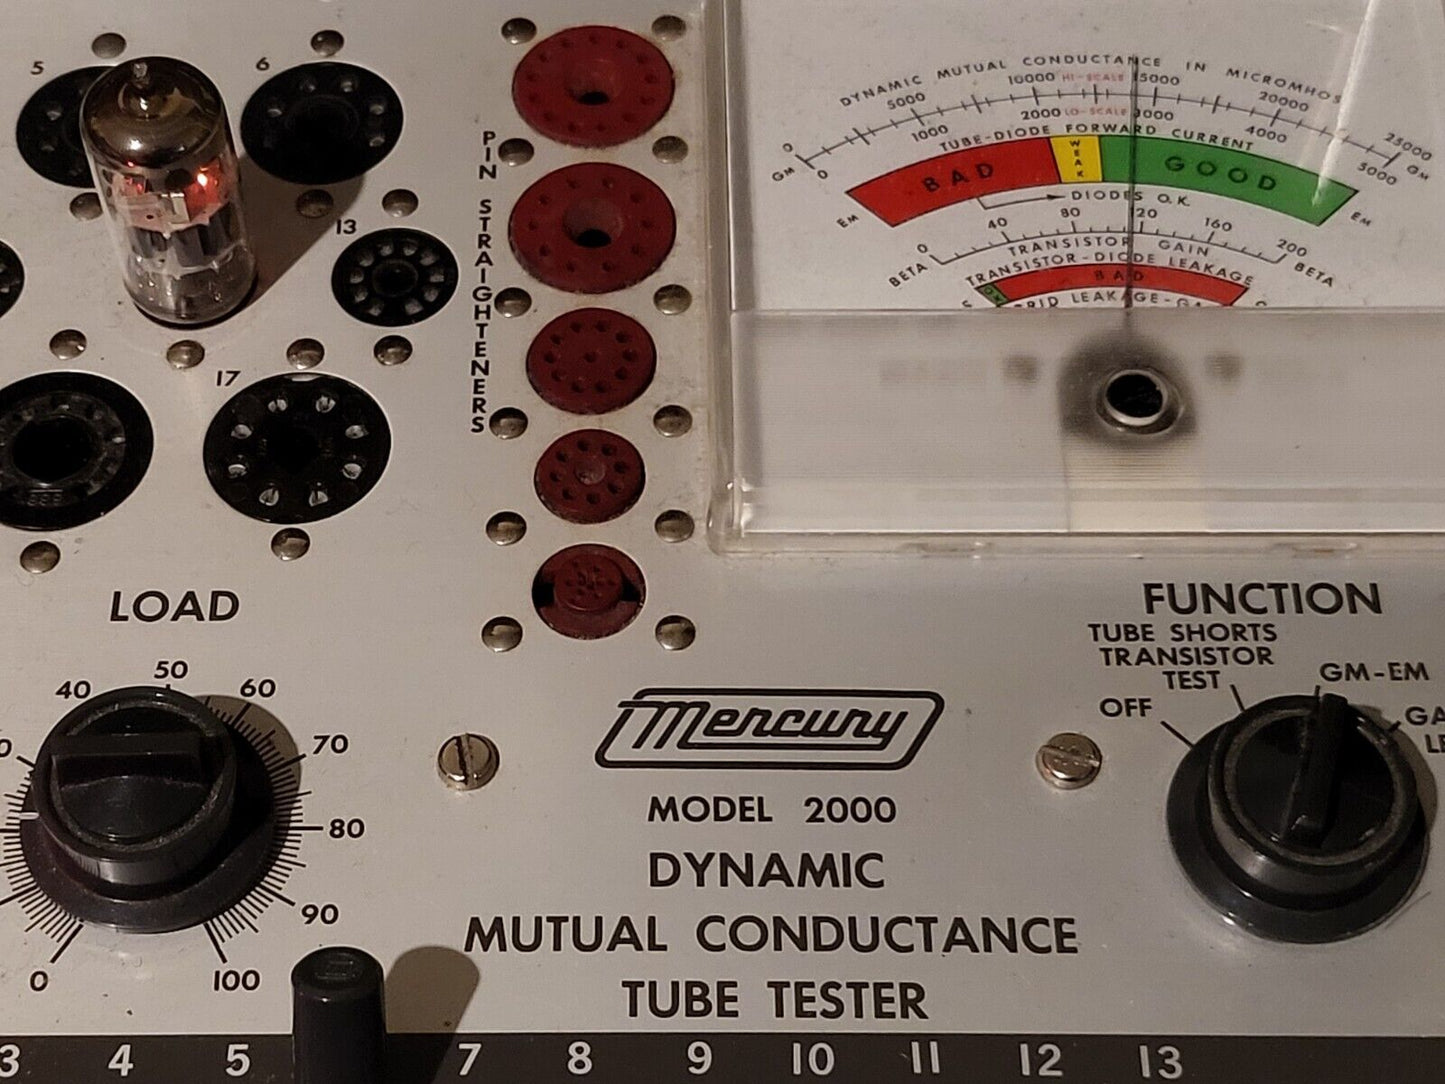 5
6
13
17
PIN STRAIGHTENERS
DYNAMIC MUTUAL CONDUCTANCE IN MICROMHOS
0 5000 10000 HI-SCALE 15000 20000 25000
GM GM
0 1000 2000 LO-SCALE 3000 4000 5000
TUBE-DIODE FORWARD CURRENT
BAD WEAK GOOD
EM EM
DIODES O.K.
0 40 80 120 160 200
BETA TRANSISTOR GAIN BETA
TRANSISTOR-DIODE LEAKAGE
BAD
LEAKAGE-
LOAD
0
40
50
60
70
80
90
100
FUNCTION
TUBE SHORTS
TRANSISTOR
TEST
OFF
GM-EM
GA
LE
Mercury
MODEL 2000
DYNAMIC
MUTUAL CONDUCTANCE
TUBE TESTER
3 4 5 7 8 9 10 11 12 13